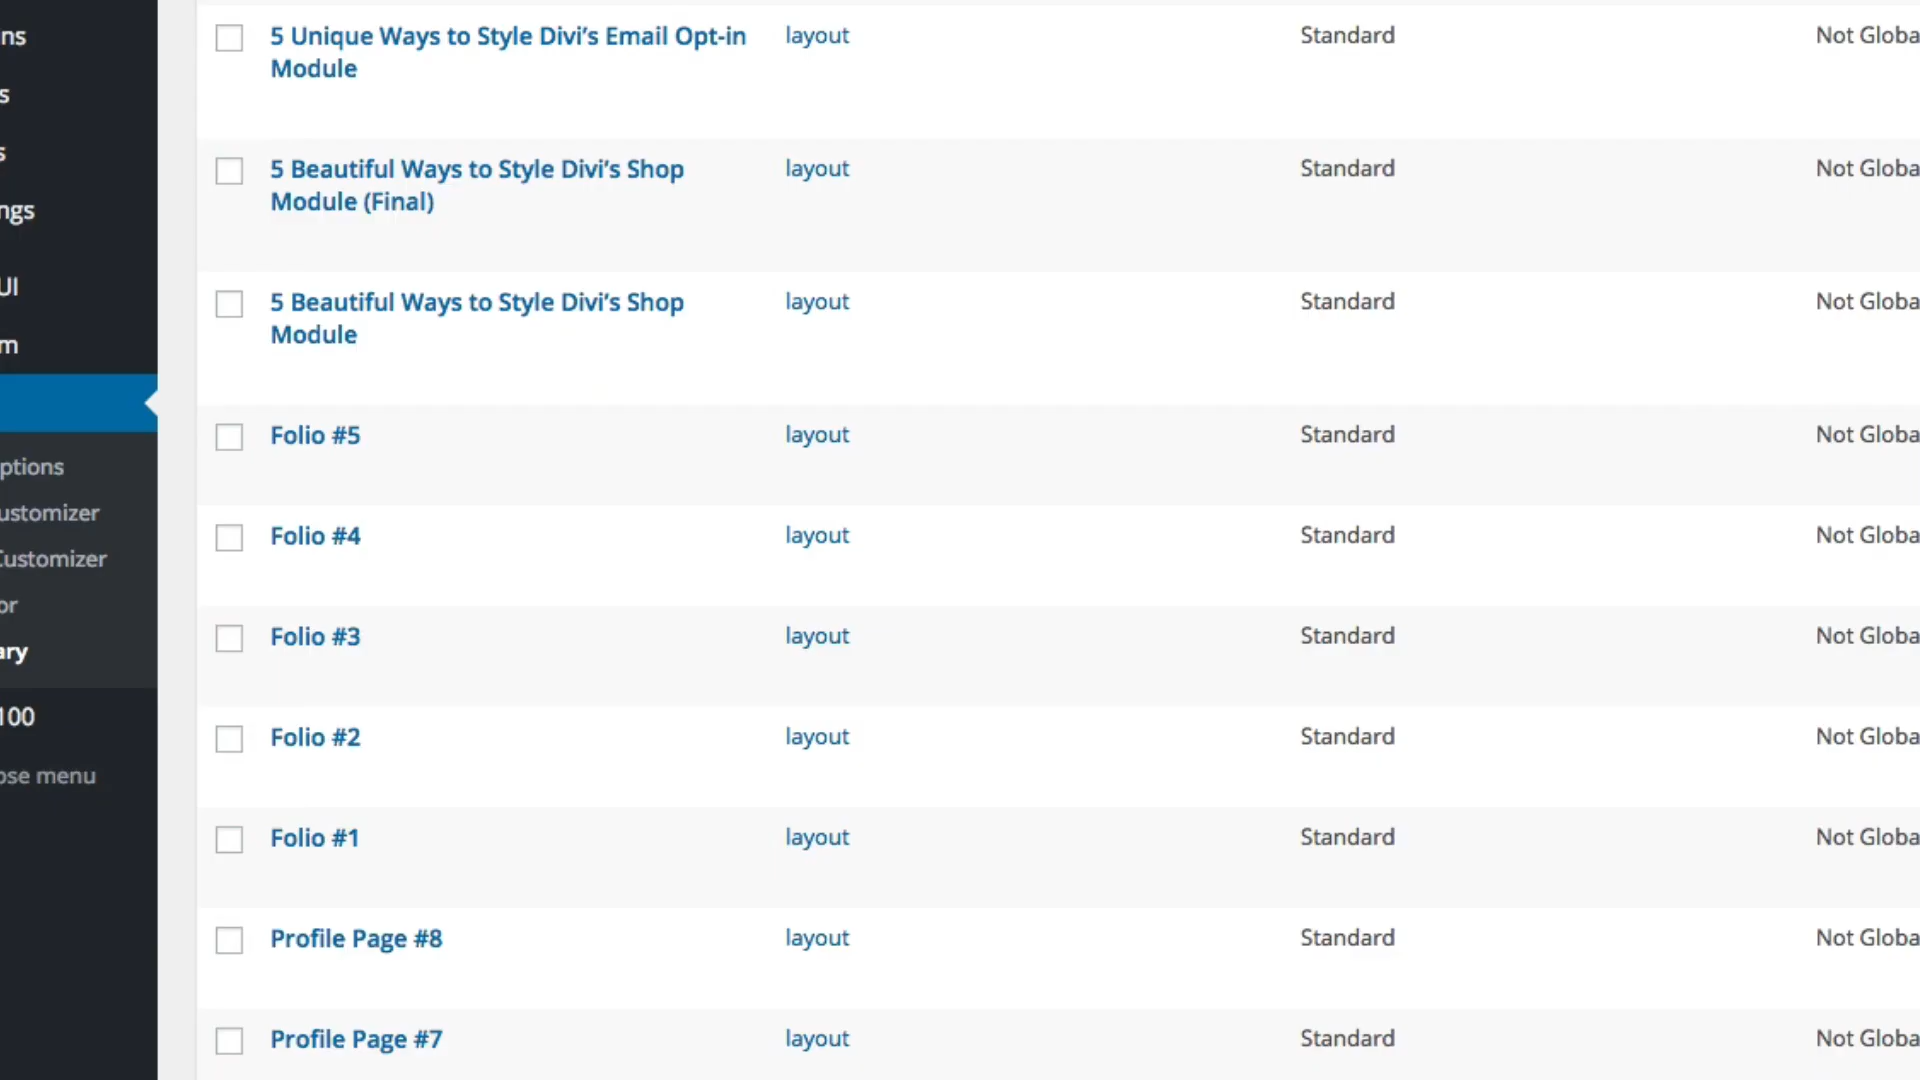 ns
s
s
ngs
UI
m
ptions
ustomizer
Customizer
or
ary
100
ose menu
5 Unique Ways to Style Divi's Email Opt-in
Module
layout
Standard
Not Globa
5 Beautiful Ways to Style Divi's Shop
Module (Final)
layout
Standard
Not Globa
5 Beautiful Ways to Style Divi's Shop
Module
layout
Standard
Not Globa
Folio #5
layout
Standard
Not Globa
Folio #4
layout
Standard
Not Globa
Folio #3
layout
Standard
Not Globa
Folio #2
layout
Standard
Not Globa
Folio #1
layout
Standard
Not Globa
Profile Page #8
layout
Standard
Not Globa
Profile Page #7
layout
Standard
Not Globa